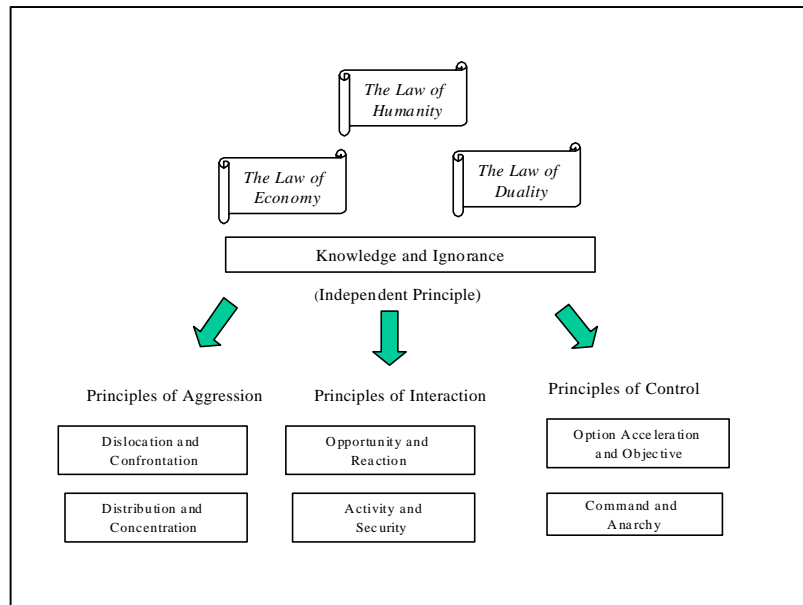 The Law of
Humanity
The Law of
Economy
The Law of
Duality
Knowledge and Ignorance
(Independent Principle)
Principles of Aggression
Principles of Interaction
Principles of Control
Dislocation and
Confrontation
Opportunity and
Reaction
Option Acceleration
and Objective
Distribution and
Concentration
Activity and
Security
Command and
Anarchy